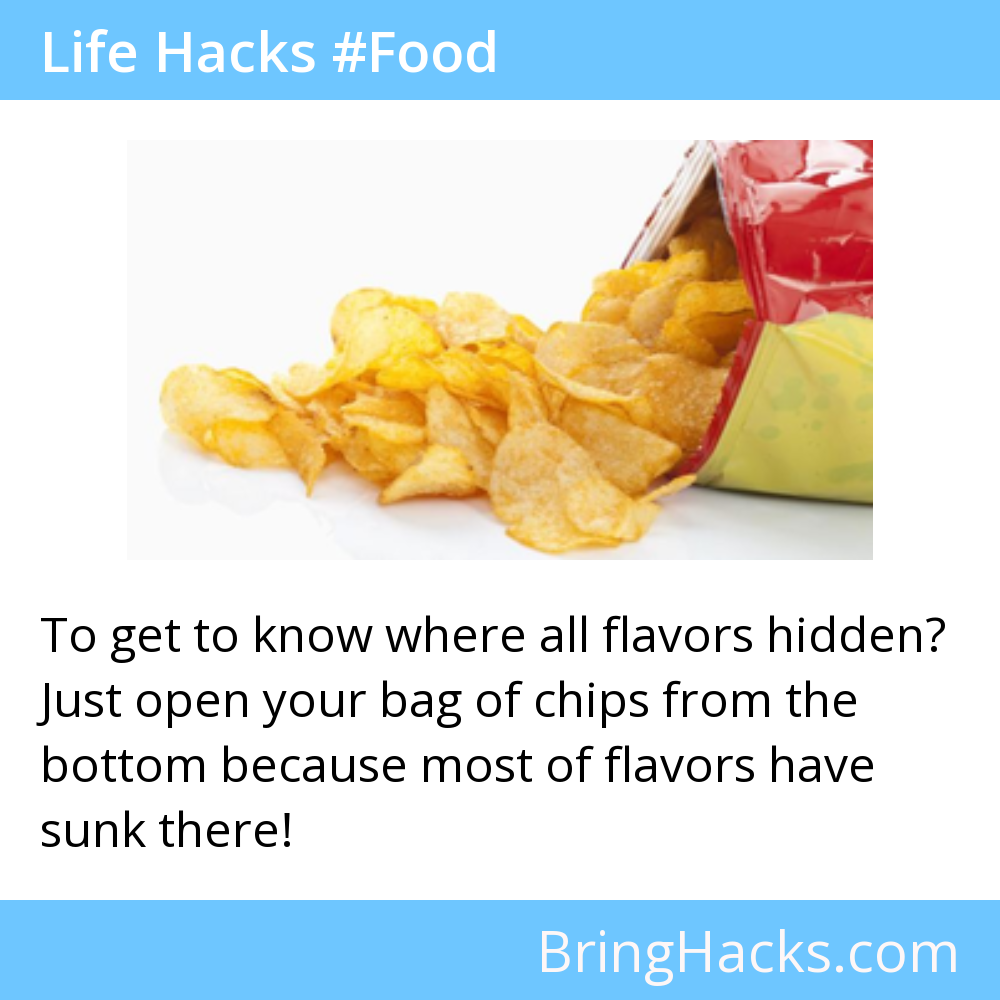 Life Hacks #Food
To get to know where all flavors hidden?
Just open your bag of chips from the
bottom because most of flavors have
sunk there!
BringHacks.com